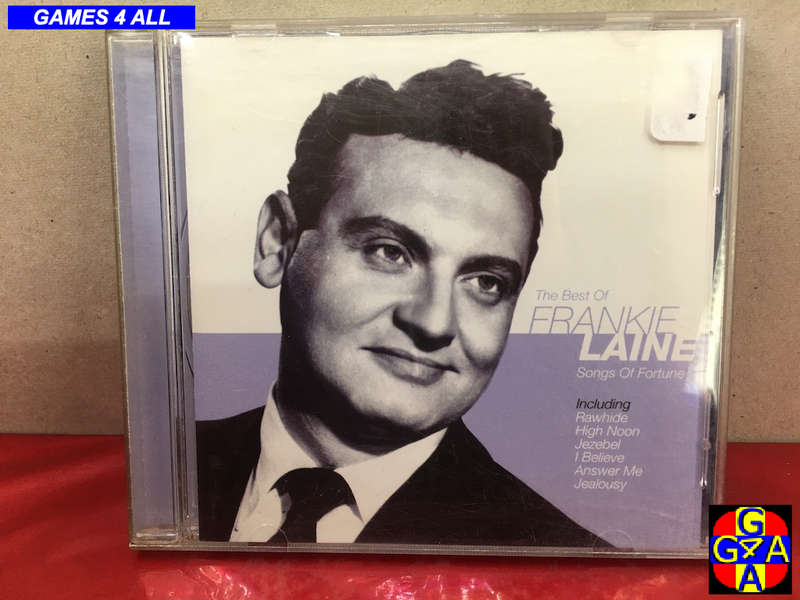 GAMES 4 ALL
The Best Of
FRANKIE
LAINE
Songs Of Fortune
Including
Rawhide
High Noon
Jezebel
I Believe
Answer Me
Jealousy
G
G4A
A